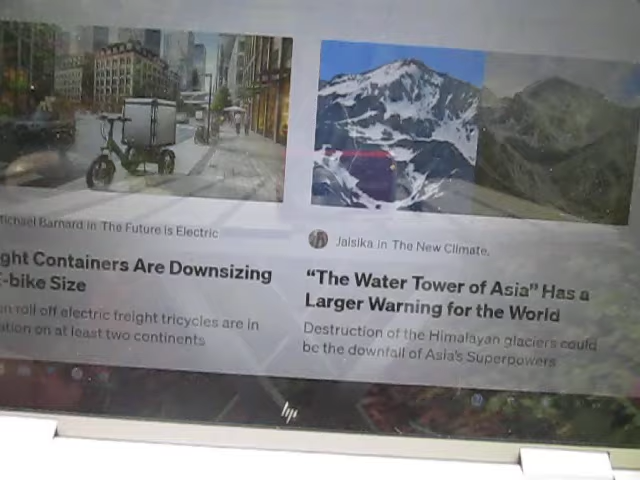 Michael Barnard in The Future is Electric
ght Containers Are Downsizing
E-bike Size
n roll off electric freight tricycles are in
ation on at least two continents
Jaisika in The New Climate.
“The Water Tower of Asia” Has a
Larger Warning for the World
Destruction of the Himalayan glaciers could
be the downfall of Asia’s Superpowers
hp